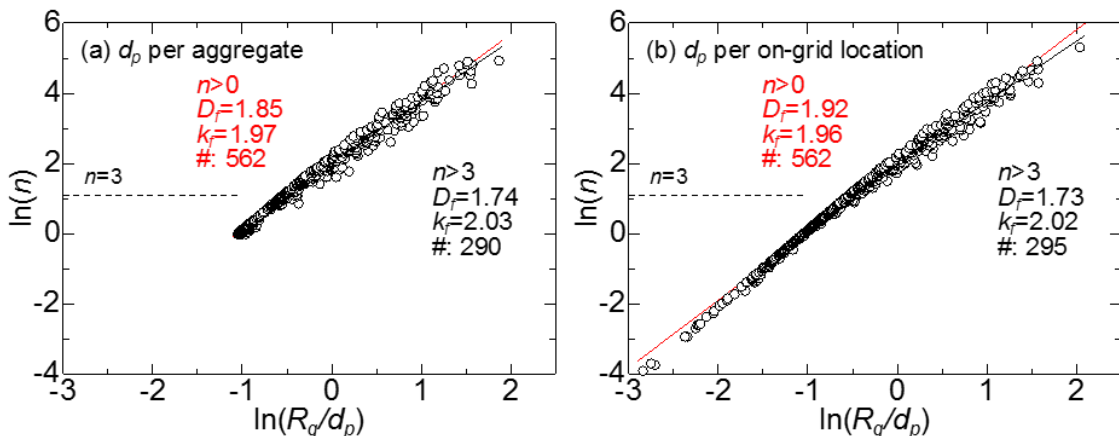 (a) dp per aggregate
n>0
Df=1.85
kf=1.97
#: 562
n=3
n>3
Df=1.74
kf=2.03
#: 290
ln(n)
6
4
2
0
-2
-4
-3
-2
-1
0
1
2
ln(Rg/dp)
(b) dp per on-grid location
n>0
Df=1.92
kf=1.96
#: 562
n=3
n>3
Df=1.73
kf=2.02
#: 295
ln(n)
6
4
2
0
-2
-4
-3
-2
-1
0
1
2
ln(Rg/dp)